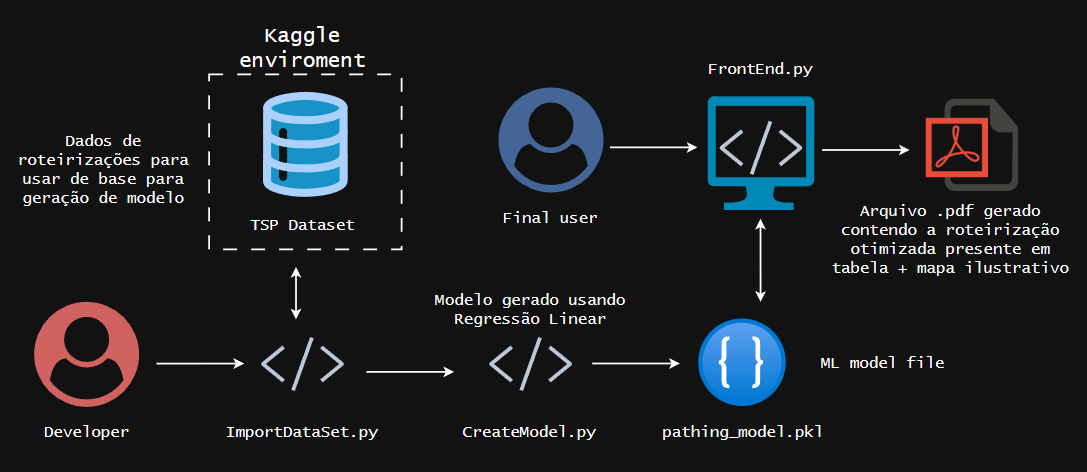 Kaggle
enviroment
Dados de
roteirizações para
usar de base para
geração de modelo
TSP Dataset
Final user
FrontEnd.py
Arquivo .pdf gerado
contendo a roteirização
otimizada presente em
tabela + mapa ilustrativo
Developer
ImportDataSet.py
Modelo gerado usando
Regressão Linear
CreateModel.py
pathing_model.pkl
ML model file